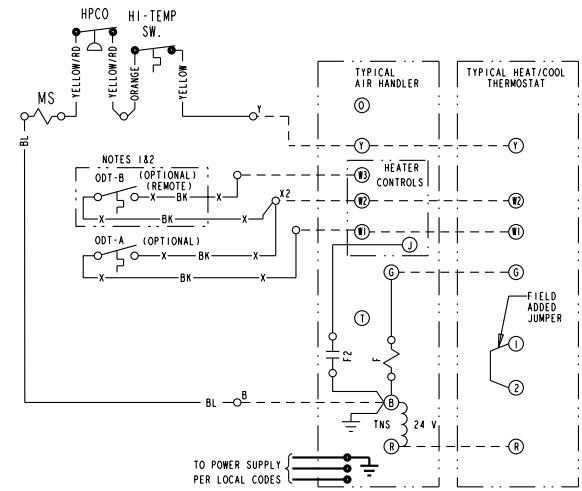 HPCO
HI-TEMP
SW.
YELLOW/RD
YELLOW/RD
ORANGE
YELLOW
MS
BL
Y
TYPICAL
AIR HANDLER
TYPICAL HEAT/COOL
THERMOSTAT
O
Y
Y
NOTES 1&2
ODT-B (OPTIONAL)
(REMOTE)
X BK X
X BK X
X2
HEATER
CONTROLS
W3
W2
W2
W1
W1
J
ODT-A (OPTIONAL)
X BK X
X BK X
G
G
FIELD
ADDED
JUMPER
T
1
F2
F
2
BL
B
B
TNS
24 V
R
R
TO POWER SUPPLY
PER LOCAL CODES